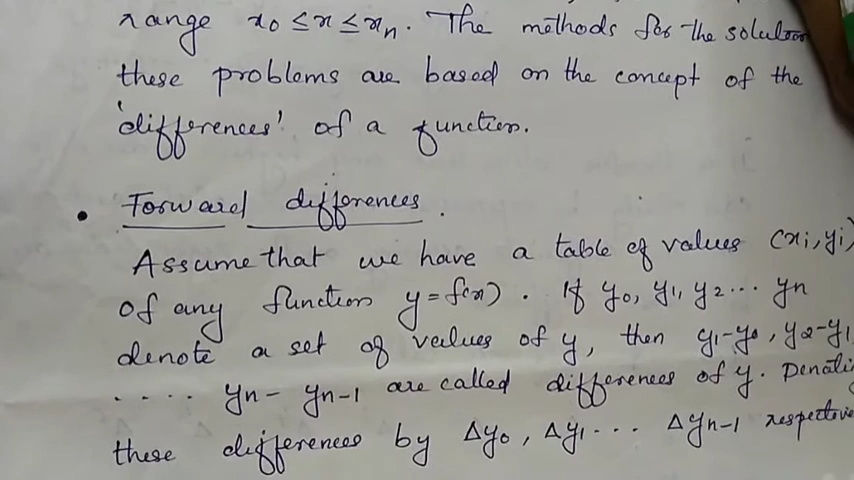 range x₀ ≤ x ≤ xₙ. The methods for the solution
these problems are based on the concept of the
'differences' of a function.
• Forward differences.
Assume that we have a table of values (xᵢ, yᵢ)
of any function y = f(x). If y₀, y₁, y₂ ... yₙ
denote a set of values of y, then y₁-y₀, y₂-y₁
.... yₙ - yₙ₋₁ are called differences of y. Denoti
these differences by Δy₀, Δy₁ ... Δyₙ₋₁ respective